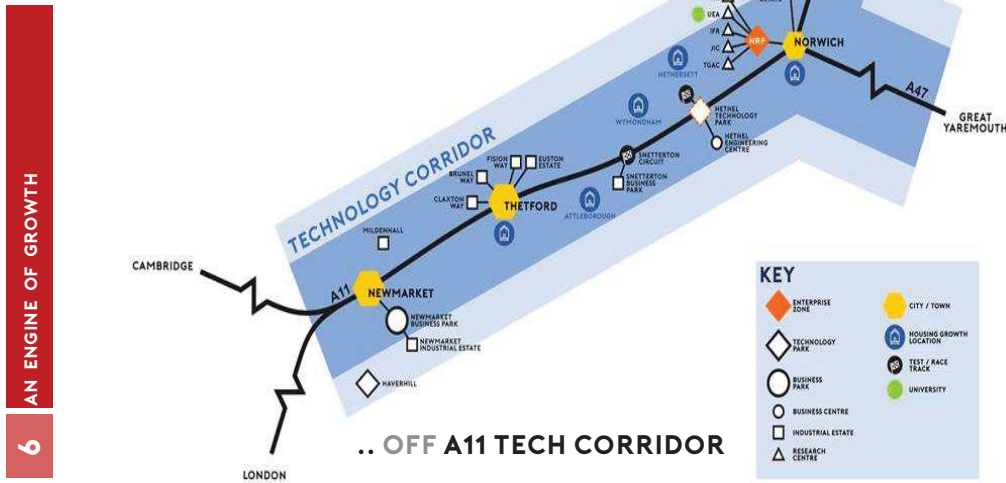 UEA
IFR
JIC
TGAC
NRP
NORWICH
HETHERSETT
A47
GREAT
YAREMOUTH
WYMONDHAM
HETHEL
TECHNOLOGY
PARK
HETHEL
ENGINEERING
CENTRE
TECHNOLOGY CORRIDOR
FISION
WAY
EUSTON
ESTATE
SNETTERTON
CIRCUIT
BRUNEL
WAY
SNETTERTON
BUSINESS
PARK
CLAXTON
WAY
THETFORD
ATTLEBOROUGH
MILDENHALL
CAMBRIDGE
A11
NEWMARKET
NEWMARKET
BUSINESS PARK
NEWMARKET
INDUSTRIAL ESTATE
HAVERHILL
LONDON
KEY
ENTERPRISE
ZONE
TECHNOLOGY
PARK
BUSINESS
PARK
BUSINESS CENTRE
INDUSTRIAL ESTATE
RESEARCH
CENTRE
CITY / TOWN
HOUSING GROWTH
LOCATION
TEST / RACE
TRACK
UNIVERSITY
.. OFF A11 TECH CORRIDOR
AN ENGINE OF GROWTH
6